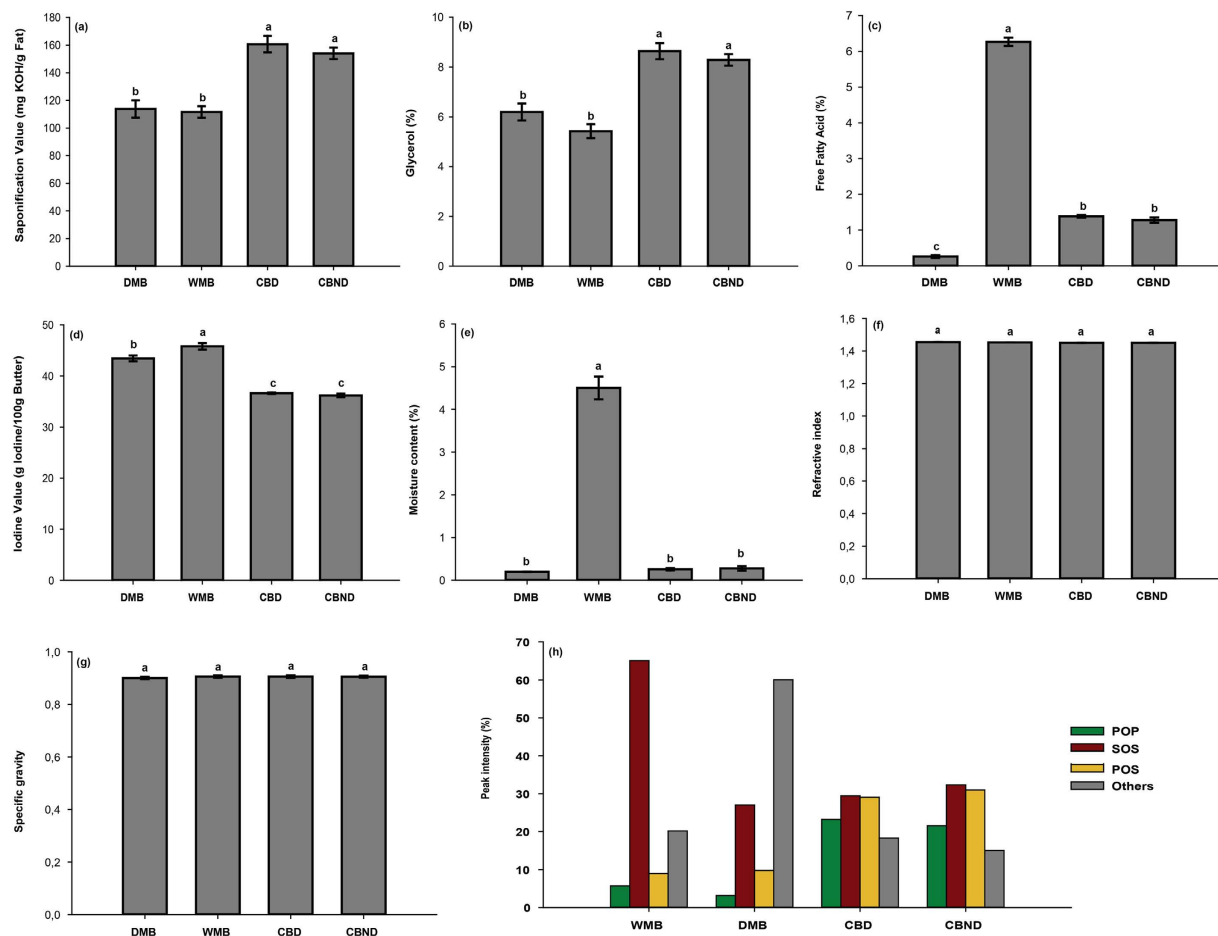 (a)
Saponification Value (mg KOH/g Fat)
180
160
140
120
100
80
60
40
20
0
b
b
a
a
DMB
WMB
CBD
CBND
(b)
Glycerol (%)
10
8
6
4
2
0
b
b
a
a
DMB
WMB
CBD
CBND
(c)
Free Fatty Acid (%)
7
6
5
4
3
2
1
0
c
a
b
b
DMB
WMB
CBD
CBND
(d)
Iodine Value (g Iodine/100g Butter)
50
40
30
20
10
0
b
a
c
c
DMB
WMB
CBD
CBND
(e)
Moisture content (%)
6
5
4
3
2
1
0
b
a
b
b
DMB
WMB
CBD
CBND
(f)
Refractive index
1,6
1,4
1,2
1,0
0,8
0,6
0,4
0,2
0,0
a
a
a
a
DMB
WMB
CBD
CBND
(g)
Specific gravity
1,0
0,8
0,6
0,4
0,2
0,0
a
a
a
a
DMB
WMB
CBD
CBND
(h)
Peak intensity (%)
80
70
60
50
40
30
20
10
0
WMB
DMB
CBD
CBND
POP
SOS
POS
Others